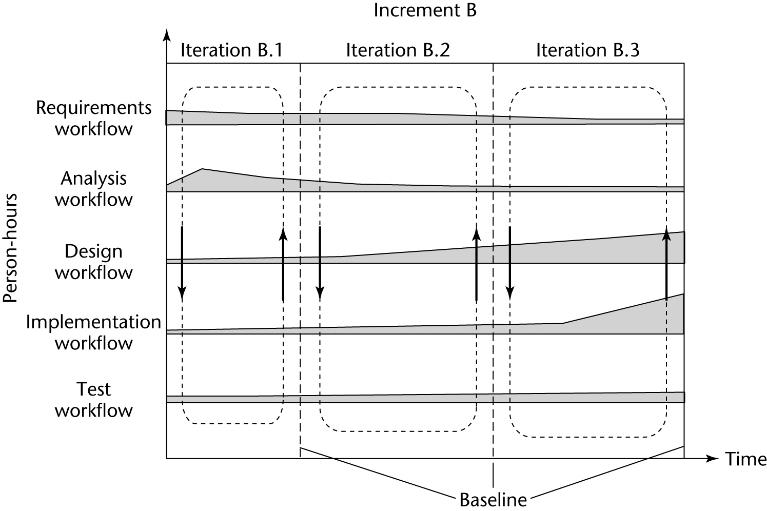 Increment B
Iteration B.1 Iteration B.2 Iteration B.3
Requirements
workflow
Analysis
workflow
Person-hours
Design
workflow
Implementation
workflow
Test
workflow
Time
Baseline